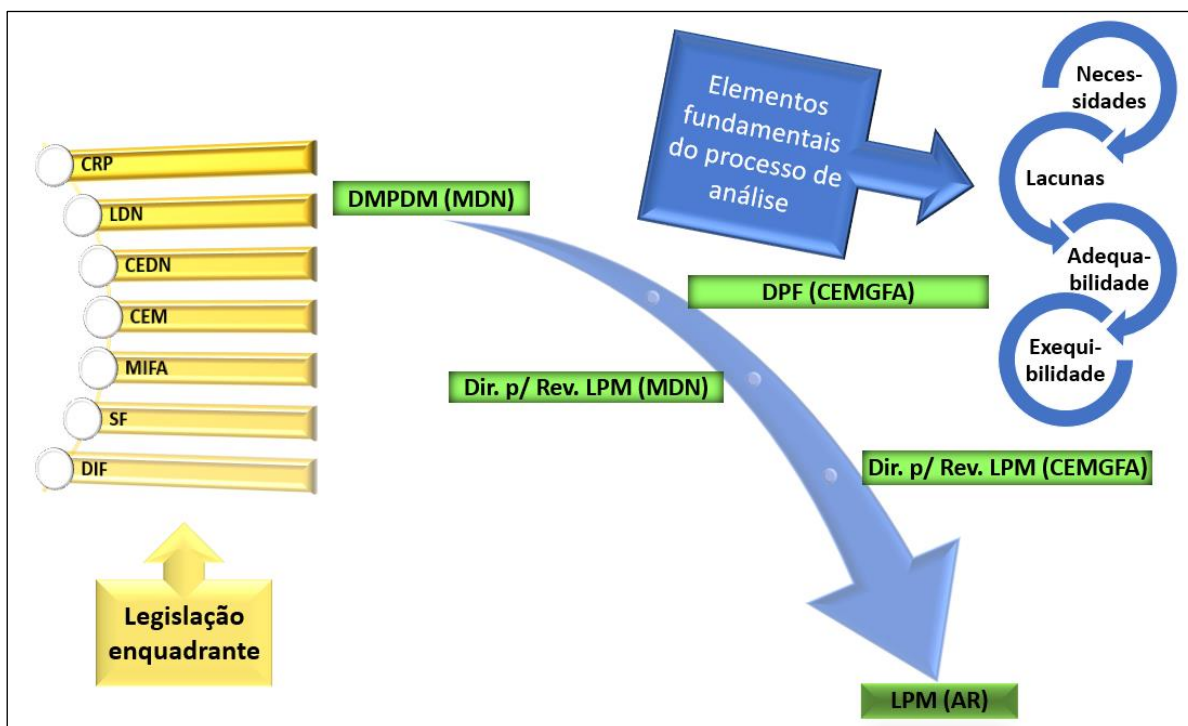 CRP
LDN
CEDN
CEM
MIFA
SF
DIF
Legislação
enquadrante
DMPDM (MDN)
DPF (CEMGFA)
Dir. p/ Rev. LPM (MDN)
Dir. p/ Rev. LPM (CEMGFA)
LPM (AR)
Elementos
fundamentais
do processo de
análise
Neces-
sidades
Lacunas
Adequa-
bilidade
Exequi-
bilidade